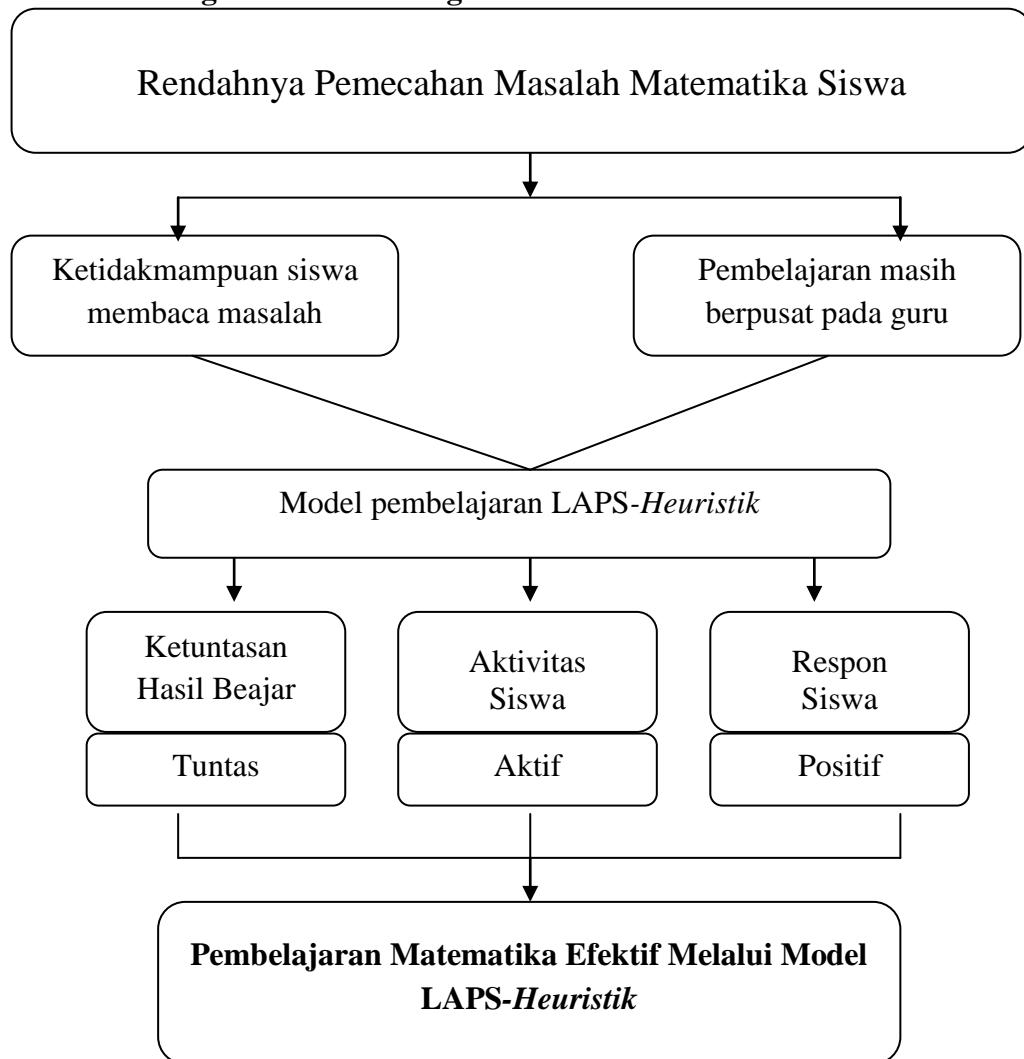 Rendahnya Pemecahan Masalah Matematika Siswa
Ketidakmampuan siswa
membaca masalah
Pembelajaran masih
berpusat pada guru
Model pembelajaran LAPS-Heuristik
Ketuntasan
Hasil Beajar
Aktivitas
Siswa
Respon
Siswa
Tuntas
Aktif
Positif
Pembelajaran Matematika Efektif Melalui Model
LAPS-Heuristik